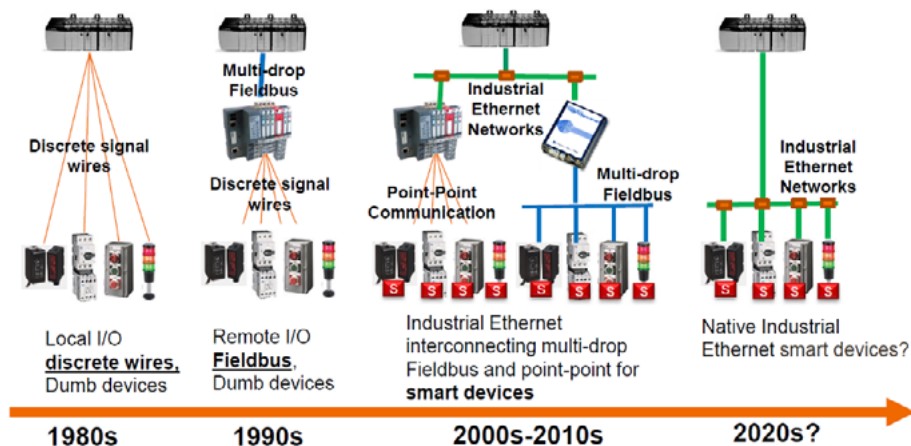 Discrete signal
wires
Local I/O
discrete wires,
Dumb devices
1980s
Multi-drop
Fieldbus
Discrete signal
wires
Remote I/O
Fieldbus,
Dumb devices
1990s
Industrial
Ethernet
Networks
Point-Point
Communication
Multi-drop
Fieldbus
S
S
S
S
S
S
S
S
Industrial Ethernet
interconnecting multi-drop
Fieldbus and point-point for
smart devices
2000s-2010s
Industrial
Ethernet
Networks
S
S
S
S
Native Industrial
Ethernet smart devices?
2020s?